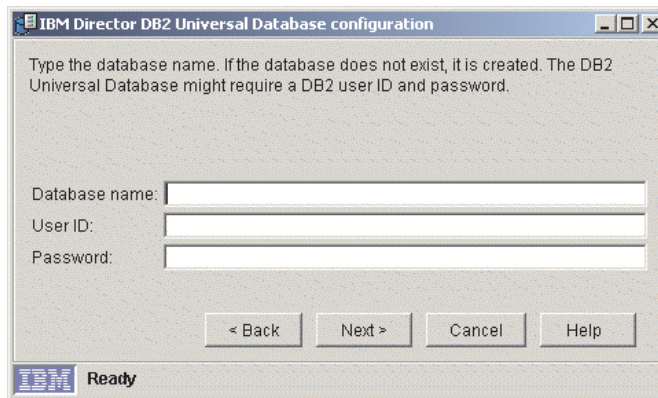 IBM Director DB2 Universal Database configuration
Type the database name. If the database does not exist, it is created. The DB2
Universal Database might require a DB2 user ID and password.
Database name:
User ID:
Password:
< Back Next > Cancel Help
IBM Ready